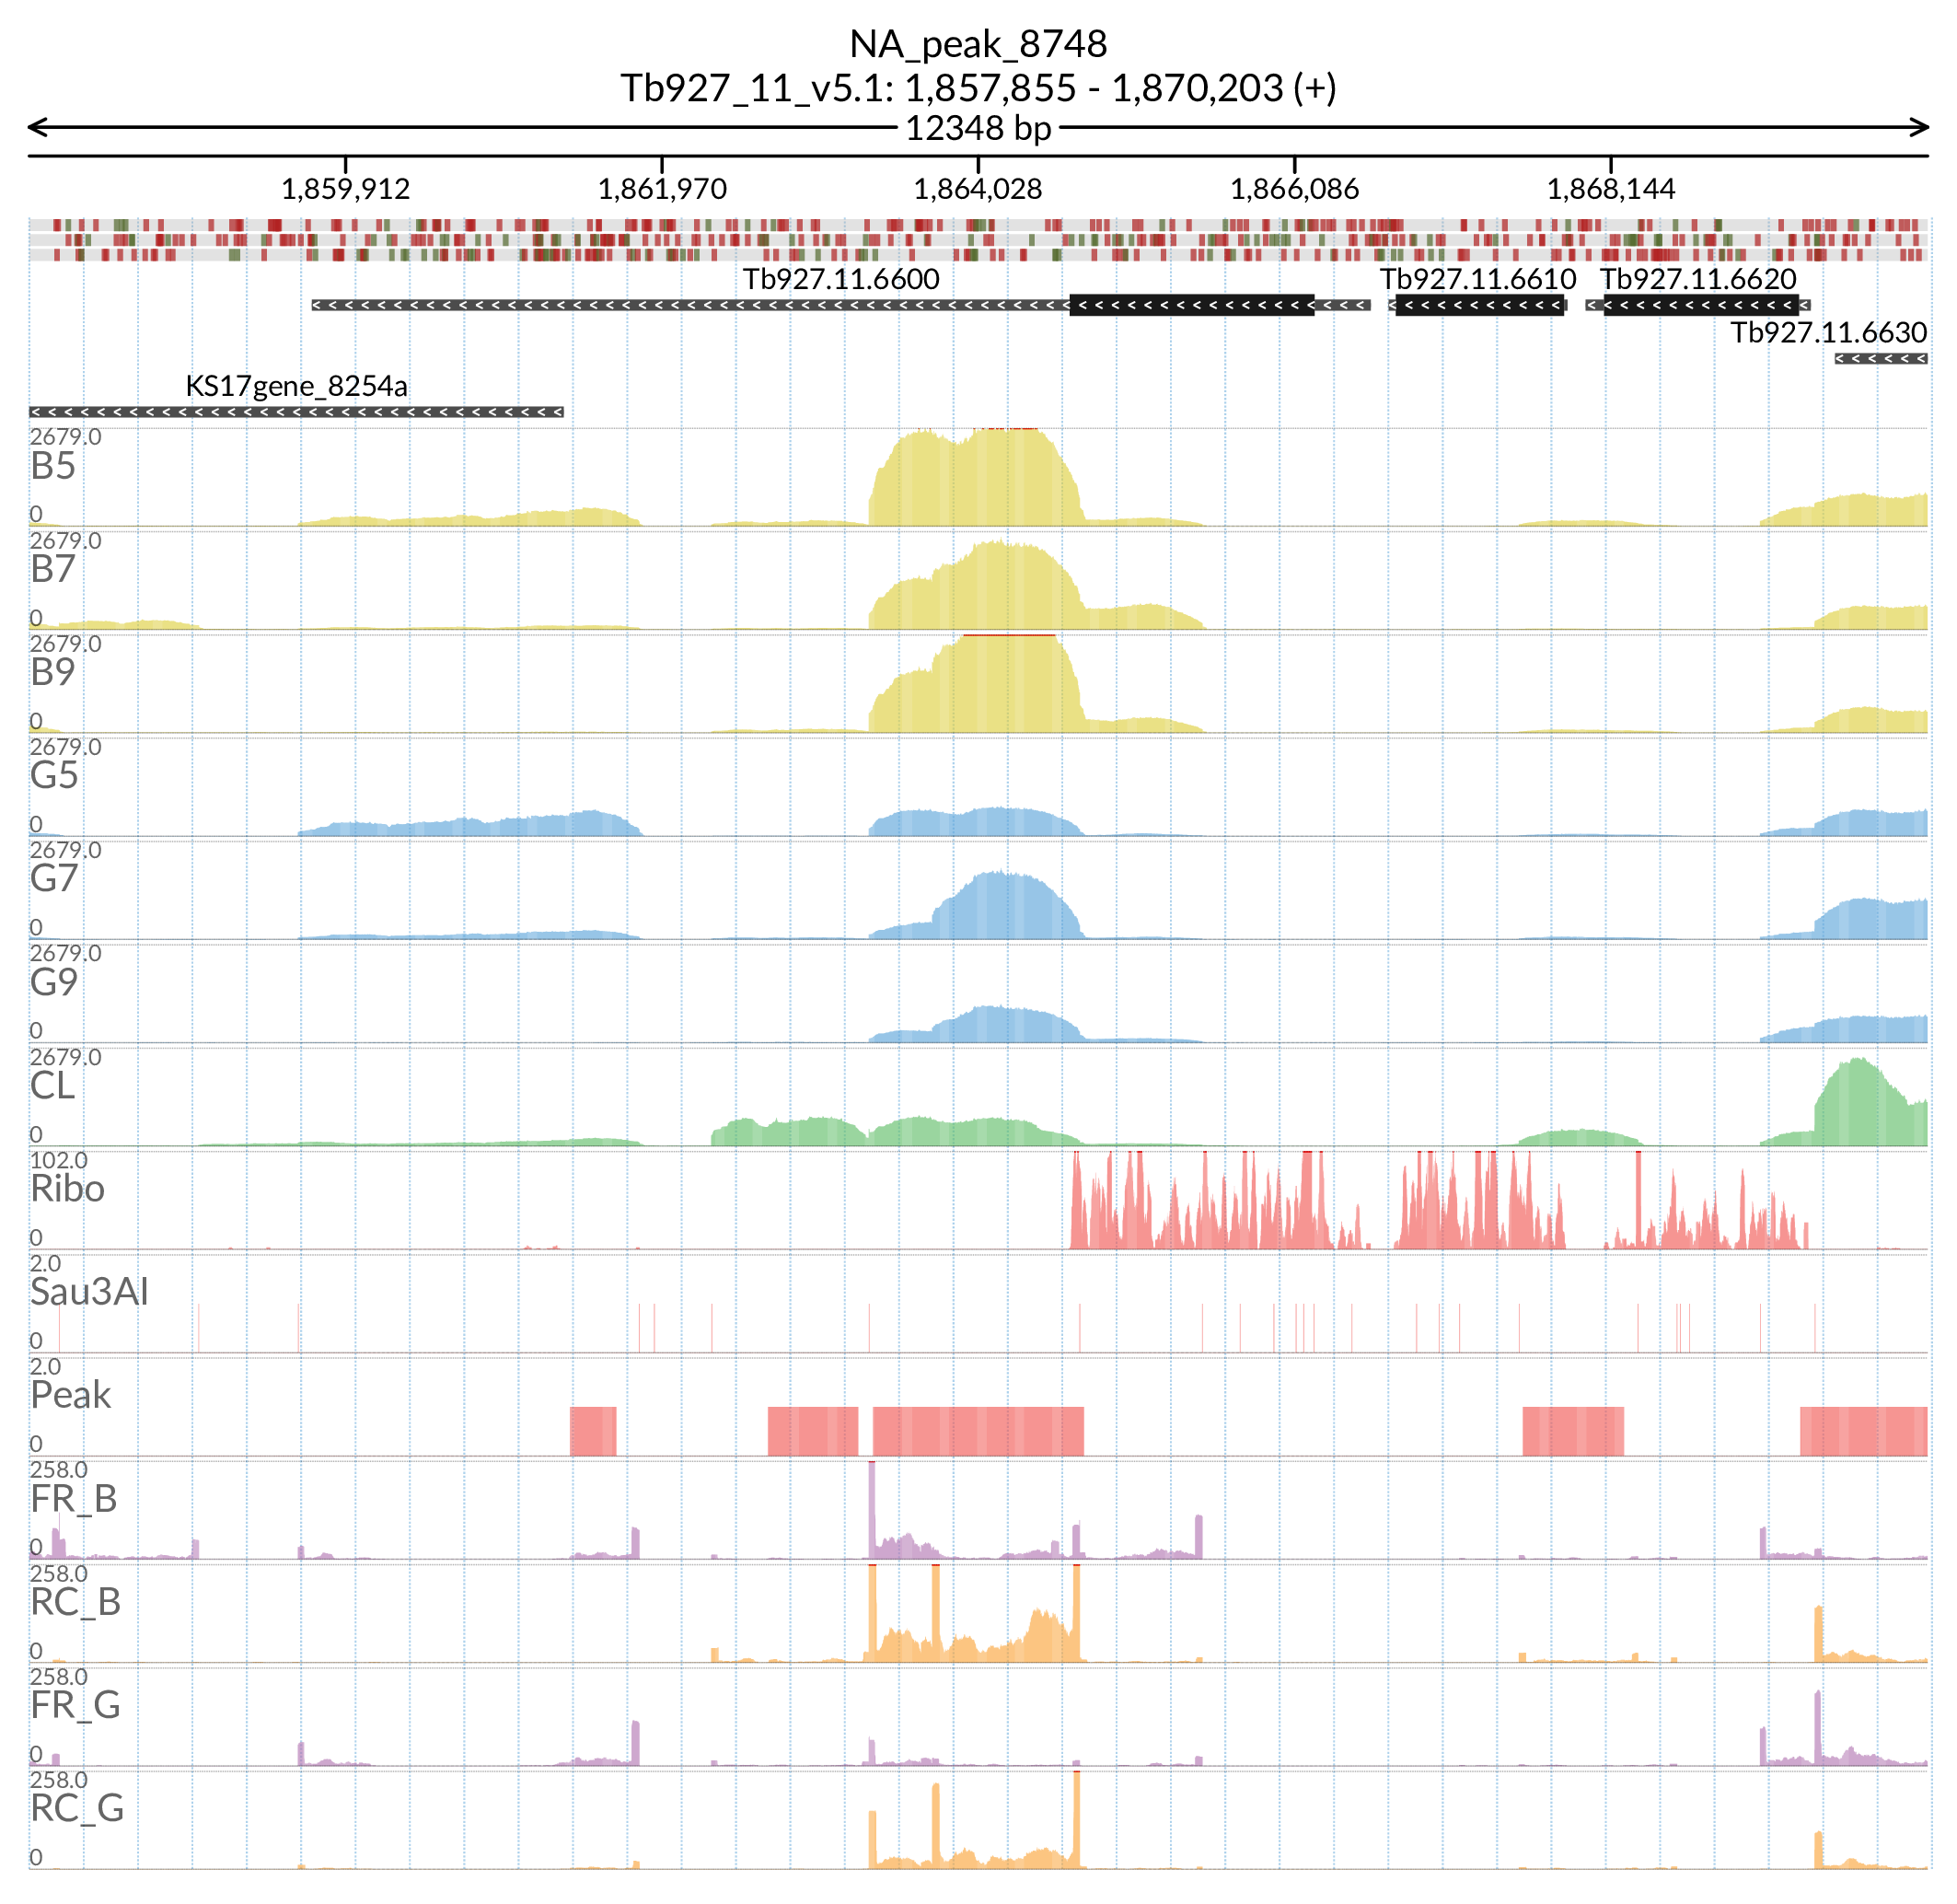 NA_peak_8748
Tb927_11_v5.1: 1,857,855 - 1,870,203 (+)
12348 bp
1,859,912 1,861,970 1,864,028 1,866,086 1,868,144
Tb927.11.6600 Tb927.11.6610 Tb927.11.6620
Tb927.11.6630
KS17gene_8254a
2679.0
B5
0
2679.0
B7
0
2679.0
B9
0
2679.0
G5
0
2679.0
G7
0
2679.0
G9
0
2679.0
CL
0
102.0
Ribo
0
2.0
Sau3AI
0
2.0
Peak
0
258.0
FR_B
0
258.0
RC_B
0
258.0
FR_G
0
258.0
RC_G
0